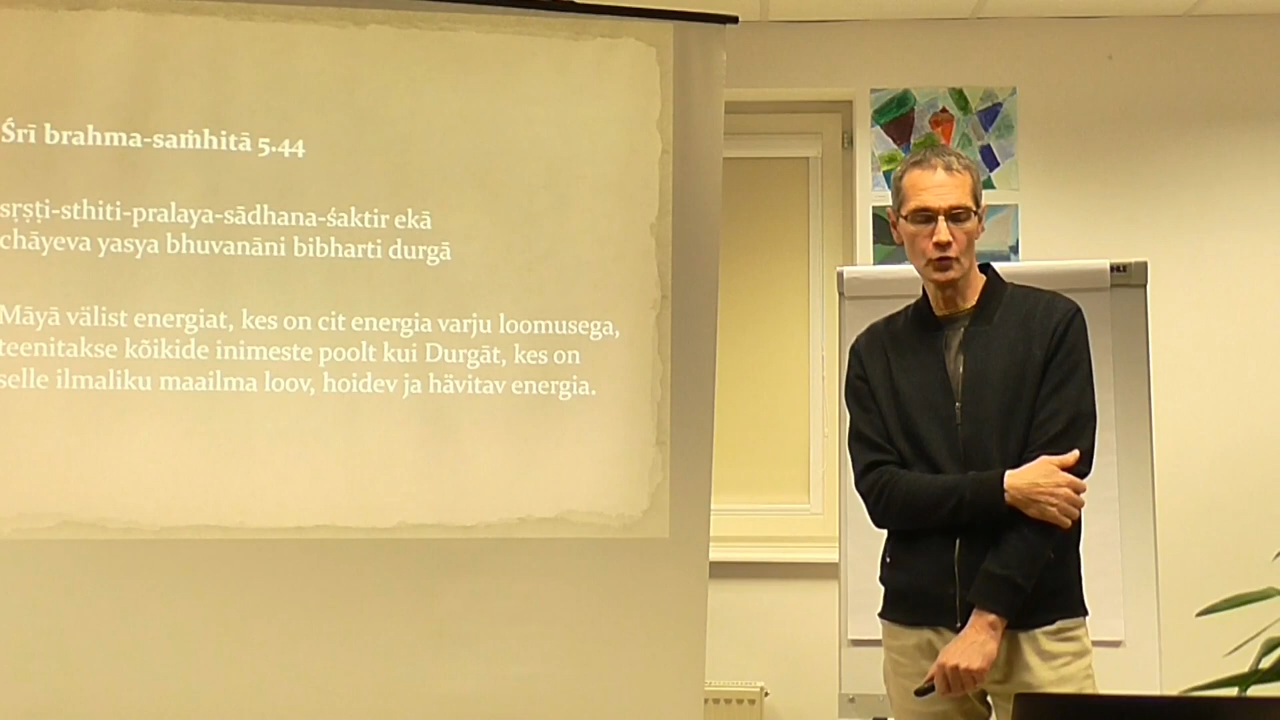 Śrī brahma-saṁhitā 5.44
sṛṣṭi-sthiti-pralaya-sādhana-śaktir ekā
chāyeva yasya bhuvanāni bibharti durgā
Māyā välist energiat, kes on cit energia varju loomusega,
teenitakse kõikide inimeste poolt kui Durgāt, kes on
selle ilmaliku maailma loov, hoidev ja hävitav energia.